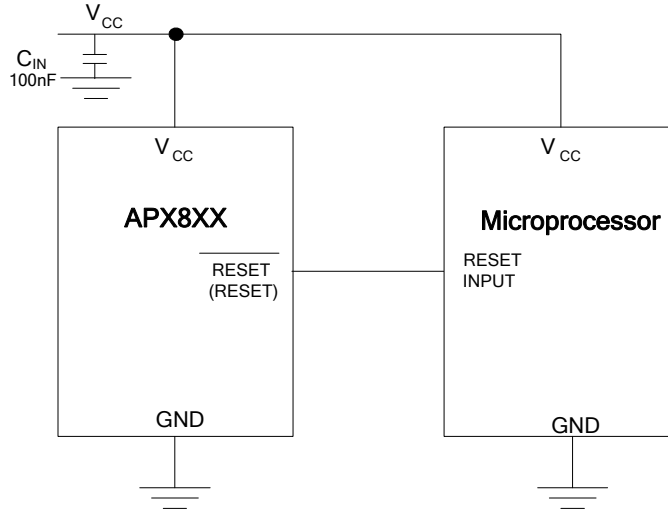 VCC
CIN
100nF
VCC
VCC
APX8XX
Microprocessor
RESET
(RESET)
RESET
INPUT
GND
GND